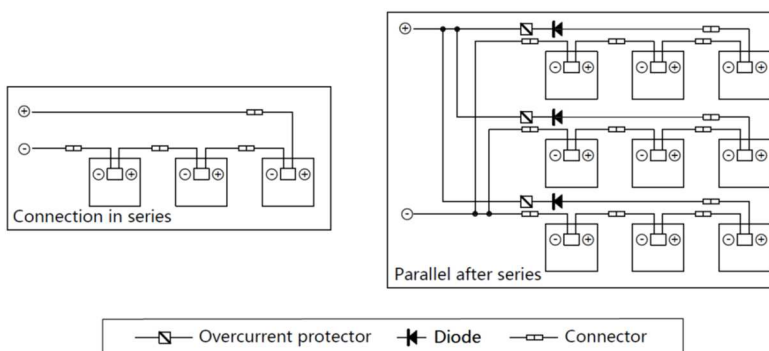 Connection in series
Parallel after series
Overcurrent protector
Diode
Connector